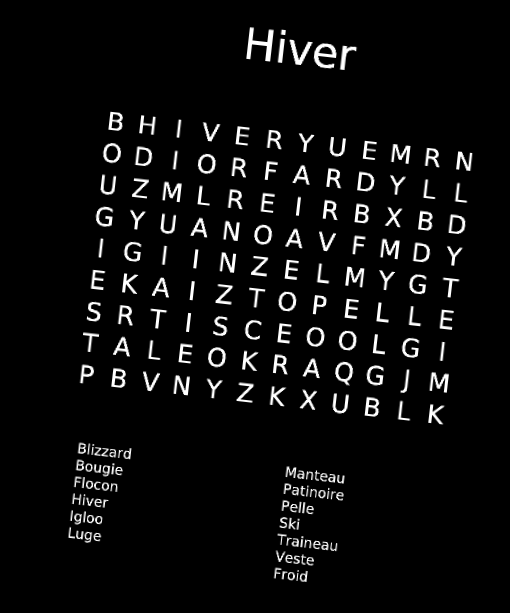 Hiver
B H I V E R Y U E M R N
O D I O R F A R D Y L L
U Z M L R E I R B X B D
G Y U A N O A V F M D Y
I G I I N Z E L M Y G T
E K A I Z T O P E L L E
S R T I S C E O O L G I
T A L E O K R A Q G J M
P B V N Y Z K X U B L K
Blizzard
Bougie
Flocon
Hiver
Igloo
Luge
Manteau
Patinoire
Pelle
Ski
Traineau
Veste
Froid